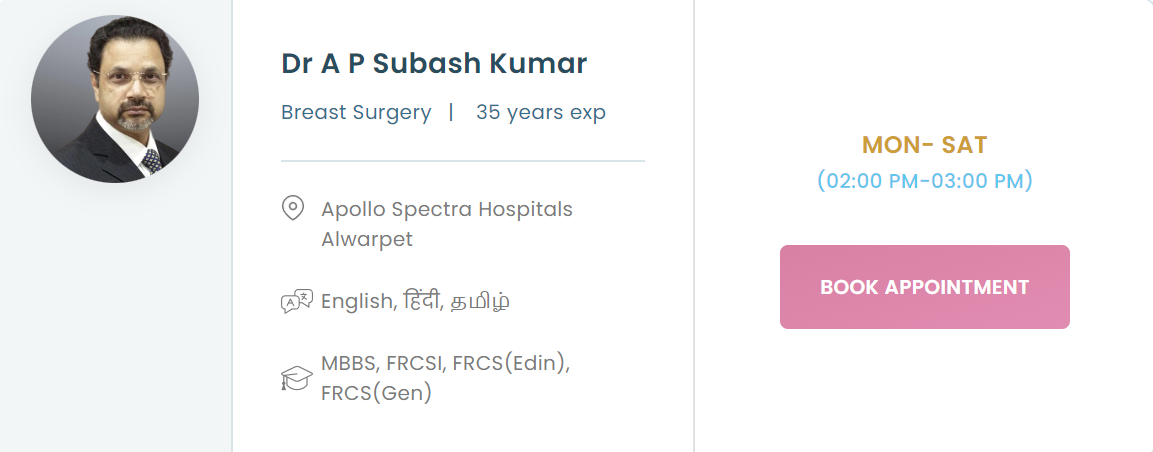 Dr A P Subash Kumar
Breast Surgery | 35 years exp
Apollo Spectra Hospitals
Alwarpet
English, हिंदी, தமிழ்
MBBS, FRCSI, FRCS(Edin),
FRCS(Gen)
MON- SAT
(02:00 PM-03:00 PM)
BOOK APPOINTMENT